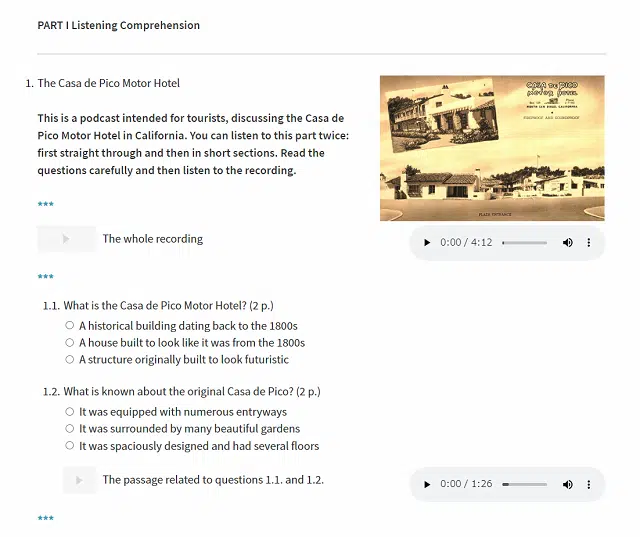 PART I Listening Comprehension
1. The Casa de Pico Motor Hotel
This is a podcast intended for tourists, discussing the Casa de
Pico Motor Hotel in California. You can listen to this part twice:
first straight through and then in short sections. Read the
questions carefully and then listen to the recording.
CASA DE PICO
Motor Hotel
PLAZA ENTRANCE
***
The whole recording
0:00 / 4:12
***
1.1. What is the Casa de Pico Motor Hotel? (2 p.)
A historical building dating back to the 1800s
A house built to look like it was from the 1800s
A structure originally built to look futuristic
1.2. What is known about the original Casa de Pico? (2 p.)
It was equipped with numerous entryways
It was surrounded by many beautiful gardens
It was spaciously designed and had several floors
The passage related to questions 1.1. and 1.2.
0:00 / 1:26
***